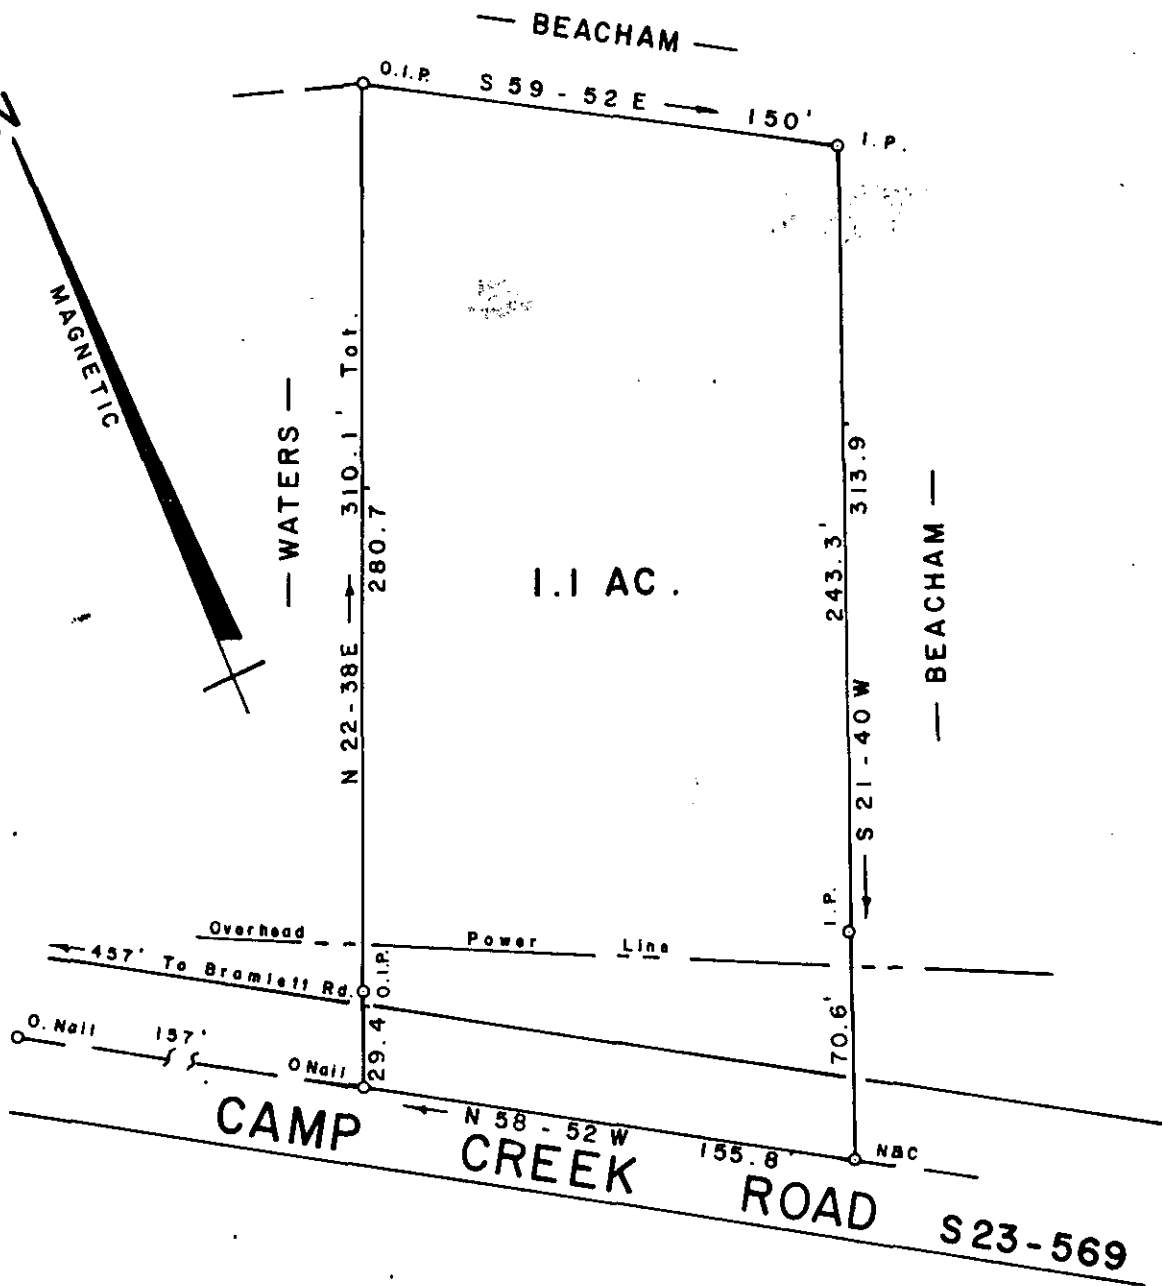 — BEACHAM —
O.I.P.
S 59 - 52 E
150'
I.P.
N
MAGNETIC
— WATERS —
310.1' Tot.
280.7
N 22-38E
1.1 AC.
313.9
243.3'
S 21-40 W
— BEACHAM —
I.P.
Overhead Power Line
457' To Bramlett Rd.
O.I.P.
29.4
70.6'
O. Nail
157'
O Nail
N 58 - 52 W
155.8'
N&C
CAMP CREEK ROAD S23-569